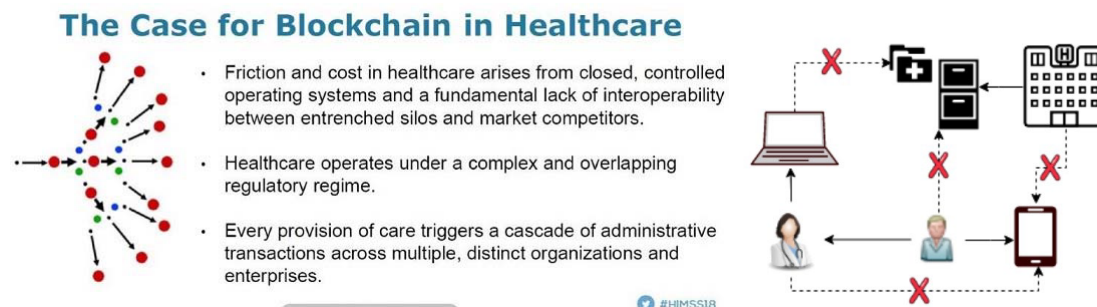 The Case for Blockchain in Healthcare
• Friction and cost in healthcare arises from closed, controlled
operating systems and a fundamental lack of interoperability
between entrenched silos and market competitors.
• Healthcare operates under a complex and overlapping
regulatory regime.
• Every provision of care triggers a cascade of administrative
transactions across multiple, distinct organizations and
enterprises.
#HIMSS18
H